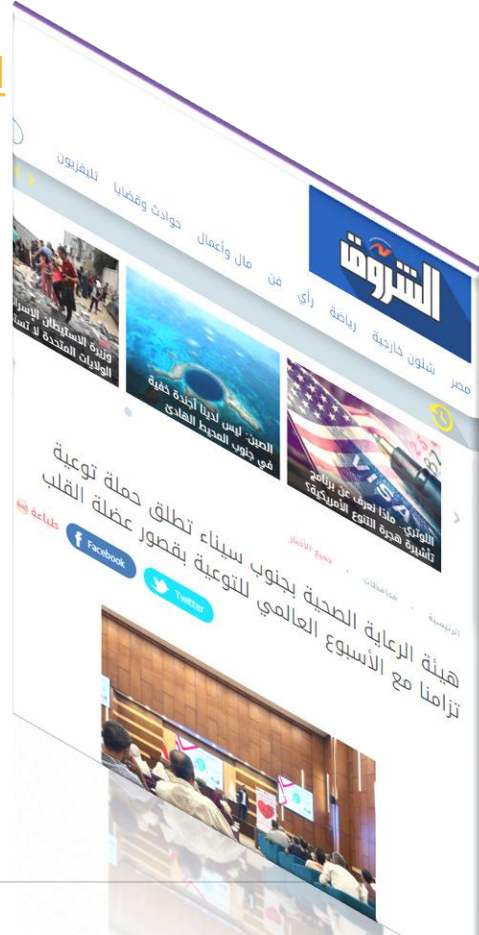 الشروق
مصر شئون خارجية رياضة رأي فن مال وأعمال حوادث وقضايا تليفزيون
اللوتري.. ماذا نعرف عن برنامج
تأشيرة هجرة التنوع الأمريكية؟
VISA
الصين: ليس لدينا أجندة خفية
في جنوب المحيط الهادئ
وزيرة الاستيطان
الولايات المتحدة لا
الرئيسية . محافظات . جميع الأخبار
هيئة الرعاية الصحية بجنوب سيناء تطلق حملة توعية
تزامنا مع الأسبوع العالمي للتوعية بقصور عضلة القلب
Twitter
Facebook
طباعة